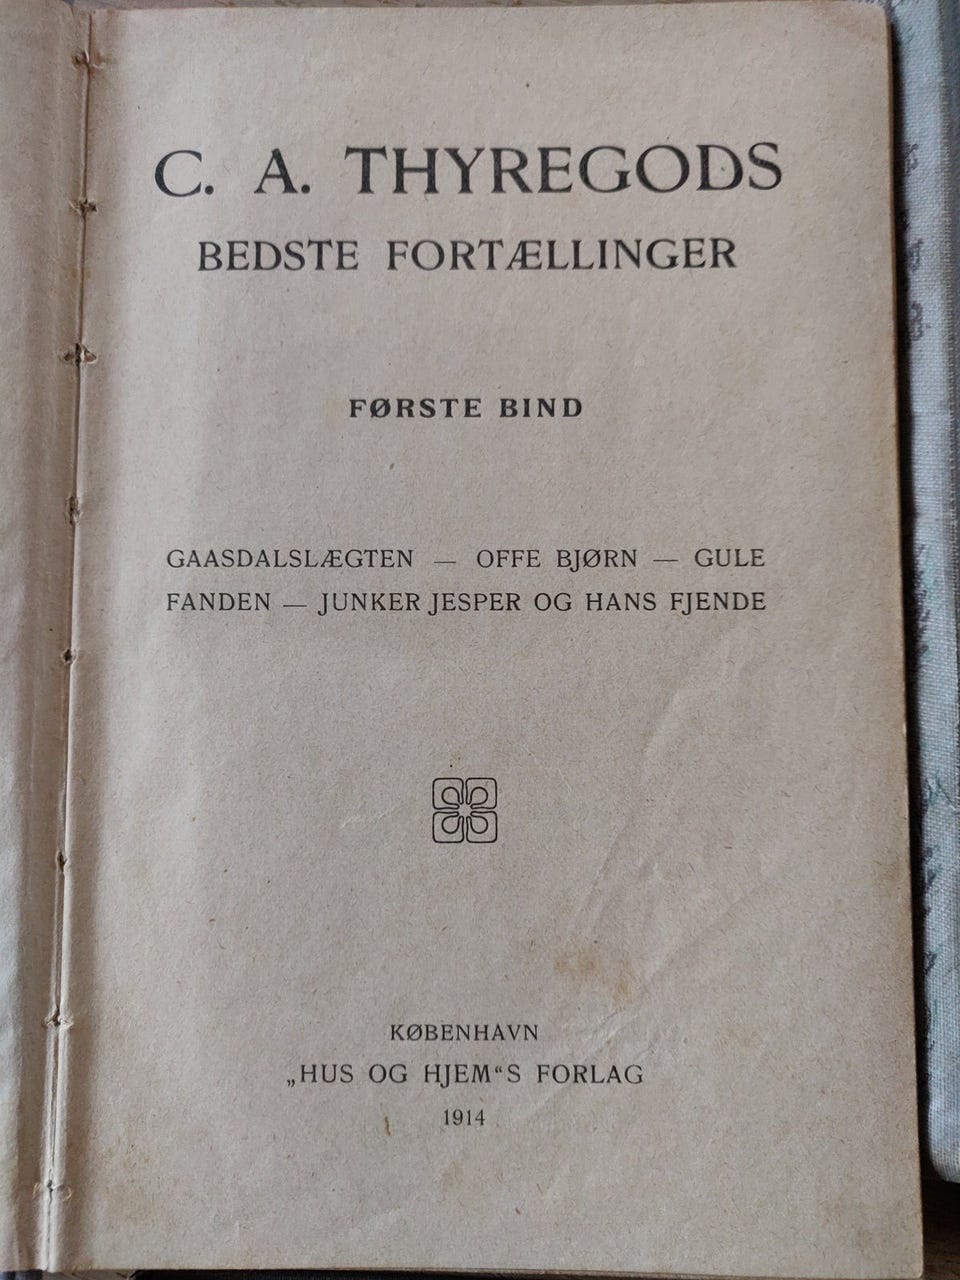 C. A. THYREGODS
BEDSTE FORTÆLLINGER
FØRSTE BIND
GAASDALSLÆGTEN — OFFE BJØRN — GULE
FANDEN — JUNKER JESPER OG HANS FJENDE
KØBENHAVN
„HUS OG HJEM“S FORLAG
1914